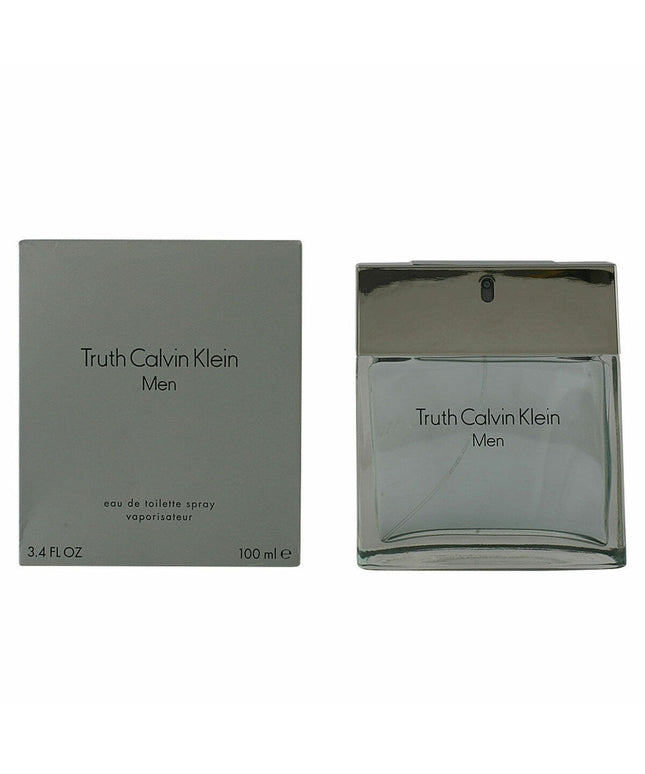 Truth Calvin Klein
Men
eau de toilette spray
vaporisateur
3.4 FL OZ 100 ml ℮
Truth Calvin Klein
Men